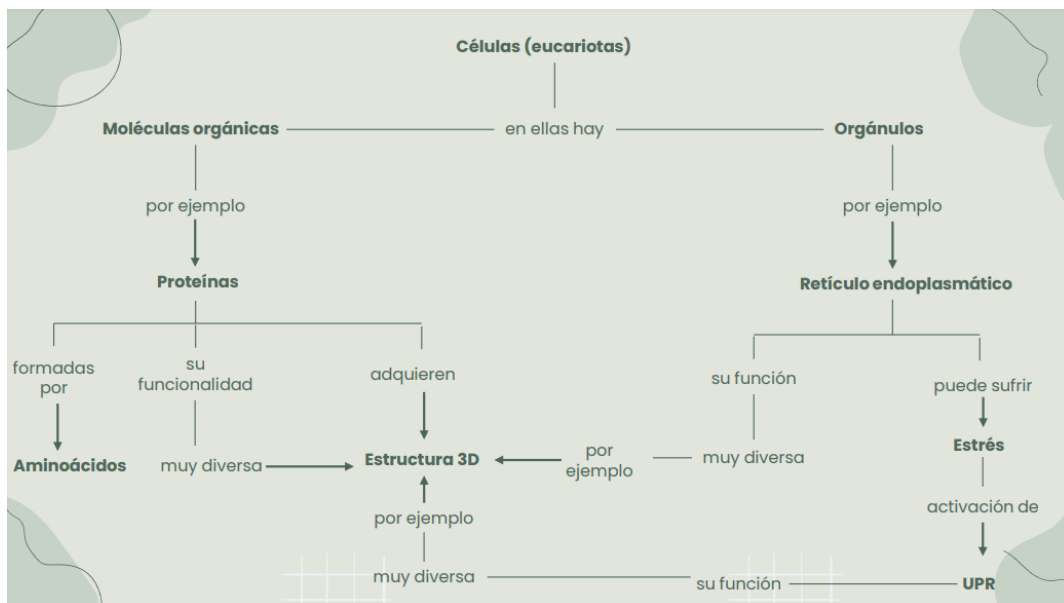 Células (eucariotas)
Moléculas orgánicas
en ellas hay
Orgánulos
por ejemplo
por ejemplo
Proteínas
Retículo endoplasmático
formadas
por
su
funcionalidad
adquieren
su función
puede sufrir
Aminoácidos
muy diversa
Estructura 3D
por
ejemplo
muy diversa
Estrés
por ejemplo
activación de
muy diversa
su función
UPR